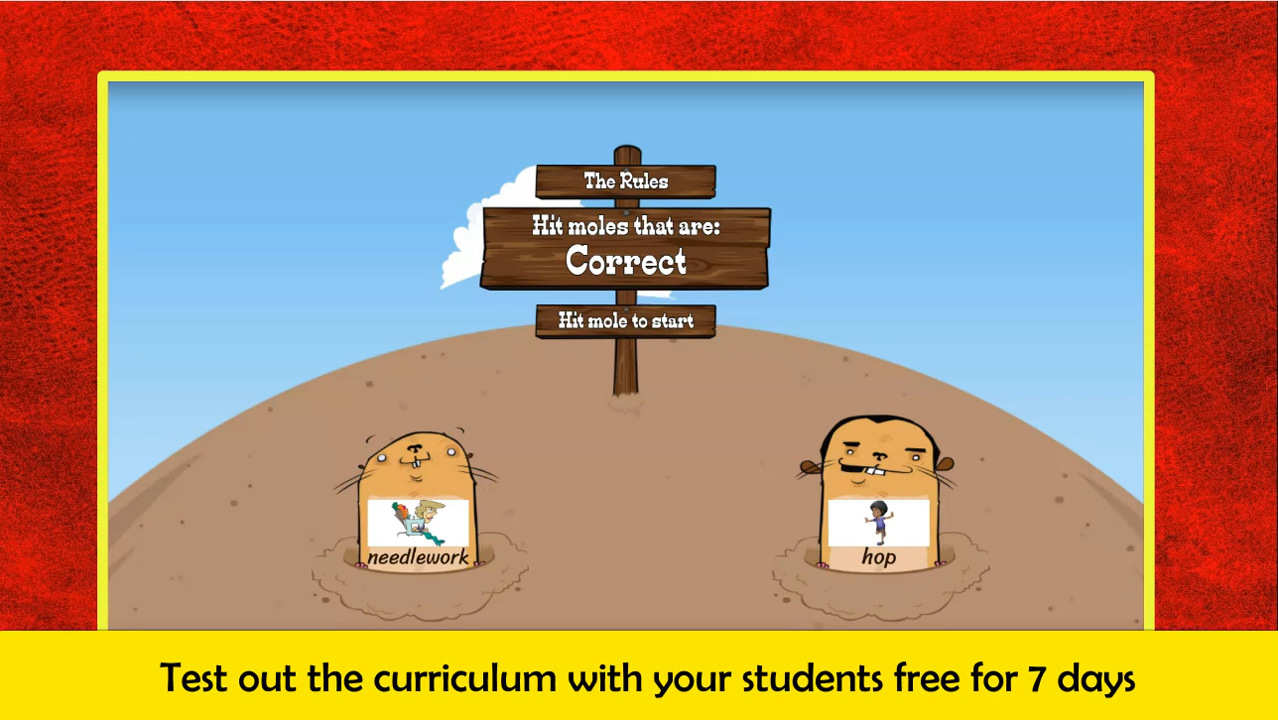 The Rules
Hit moles that are:
Correct
Hit mole to start
needlework
hop
Test out the curriculum with your students free for 7 days